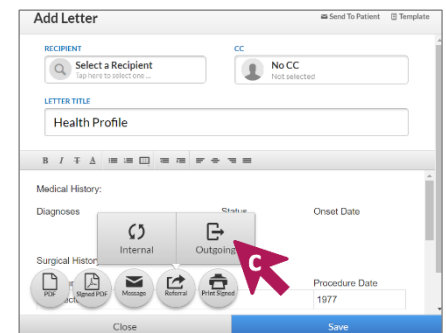 Add Letter
Send To Patient
Template
RECIPIENT
CC
Select a Recipient
Tap here to select one ...
No CC
Not selected
LETTER TITLE
Health Profile
B I T A
Medical History:
Diagnoses
Status
Onset Date
Internal
Outgoing
C
Surgical History
PDF
Signed PDF
Message
Referral
Print Signed
Procedure Date
1977
Close
Save